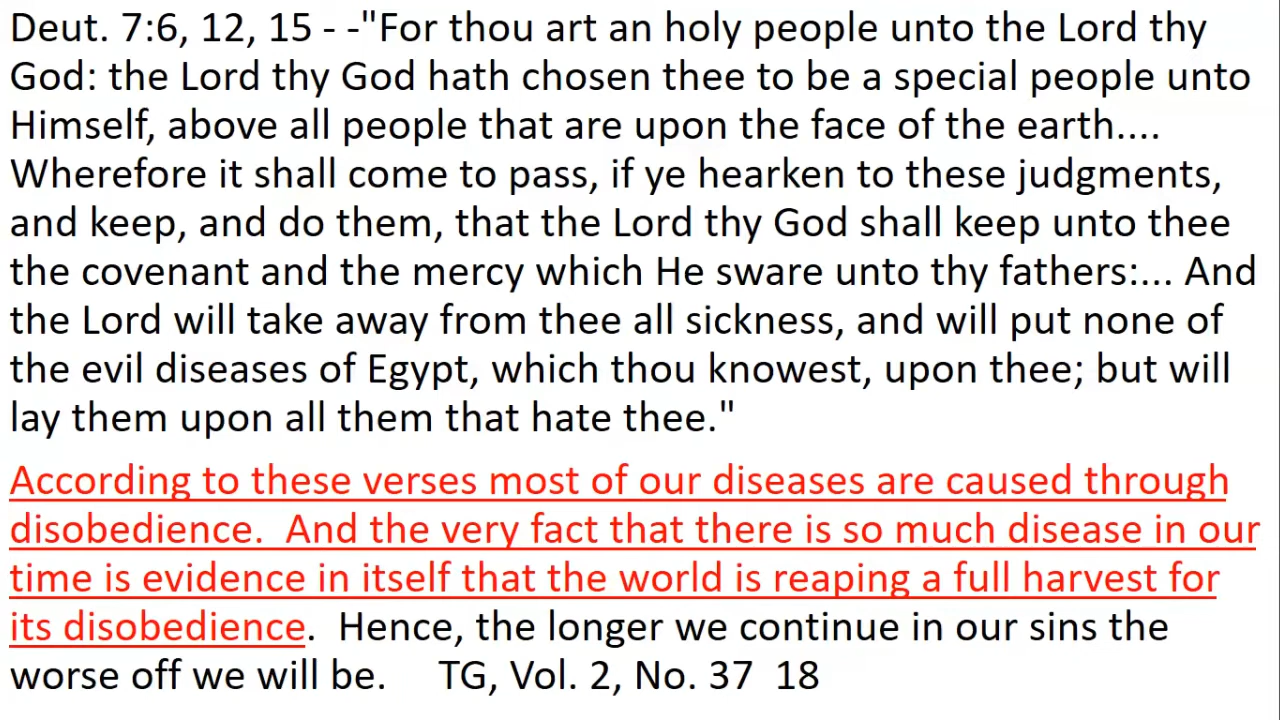 Deut. 7:6, 12, 15 - -"For thou art an holy people unto the Lord thy
God: the Lord thy God hath chosen thee to be a special people unto
Himself, above all people that are upon the face of the earth....
Wherefore it shall come to pass, if ye hearken to these judgments,
and keep, and do them, that the Lord thy God shall keep unto thee
the covenant and the mercy which He sware unto thy fathers:... And
the Lord will take away from thee all sickness, and will put none of
the evil diseases of Egypt, which thou knowest, upon thee; but will
lay them upon all them that hate thee."
According to these verses most of our diseases are caused through
disobedience.  And the very fact that there is so much disease in our
time is evidence in itself that the world is reaping a full harvest for
its disobedience.  Hence, the longer we continue in our sins the
worse off we will be.     TG, Vol. 2, No. 37  18